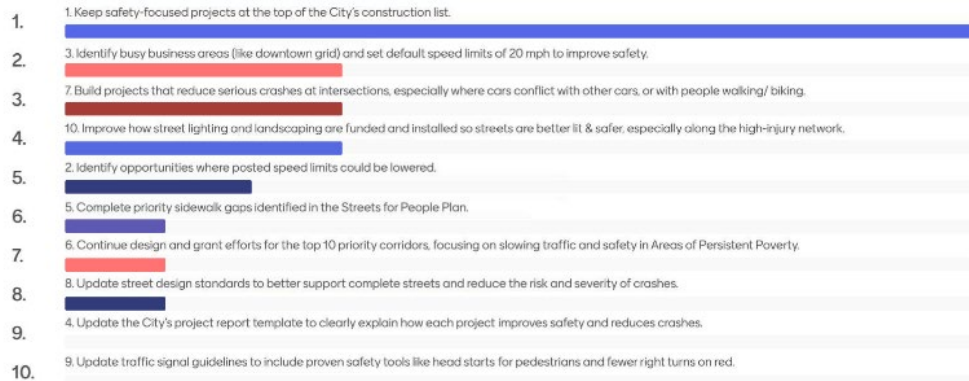 1. 1. Keep safety-focused projects at the top of the City's construction list.
2. 3. Identify busy business areas (like downtown grid) and set default speed limits of 20 mph to improve safety.
3. 7. Build projects that reduce serious crashes at intersections, especially where cars conflict with other cars, or with people walking/ biking.
4. 10. Improve how street lighting and landscaping are funded and installed so streets are better lit & safer, especially along the high-injury network.
5. 2. Identify opportunities where posted speed limits could be lowered.
6. 5. Complete priority sidewalk gaps identified in the Streets for People Plan.
7. 6. Continue design and grant efforts for the top 10 priority corridors, focusing on slowing traffic and safety in Areas of Persistent Poverty.
8. 8. Update street design standards to better support complete streets and reduce the risk and severity of crashes.
9. 4. Update the City's project report template to clearly explain how each project improves safety and reduces crashes.
10. 9. Update traffic signal guidelines to include proven safety tools like head starts for pedestrians and fewer right turns on red.